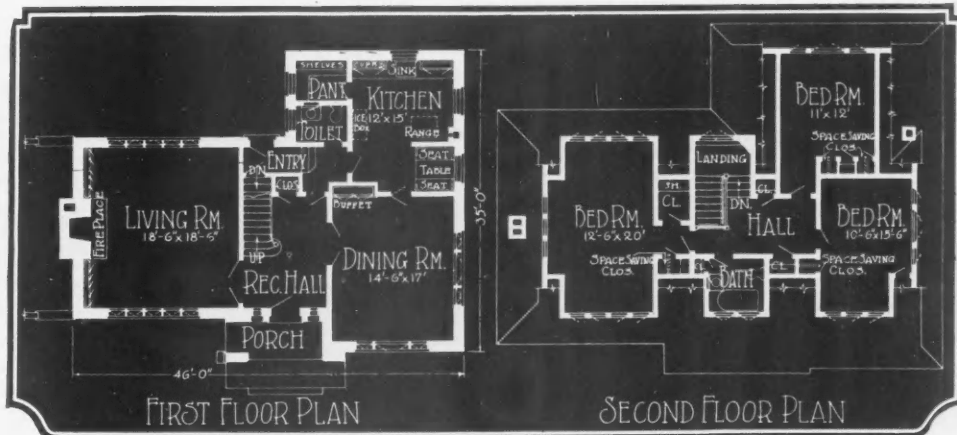 SHELVES
PANT
TOILET
OVEN
SINK
KITCHEN
12' x 15'
ICE
BOX
RANGE
SEAT
TABLE
SEAT
ENTRY
DN.
CLOS
BUFFET
FIRE PLACE
LIVING RM.
18'-6" x 18'-6"
UP
REC. HALL
DINING RM.
14'-6" x 17'
PORCH
35'-0"
46'-0"
FIRST FLOOR PLAN
BED RM.
11' x 12'
SPACE SAVING
CLOS.
LANDING
CL.
DN.
CL.
HALL
BED RM.
12'-6" x 20'
SPACE SAVING
CLOS.
CL.
BATH
CL.
BED RM.
10'-6" x 15'-6"
SPACE SAVING
CLOS.
SECOND FLOOR PLAN